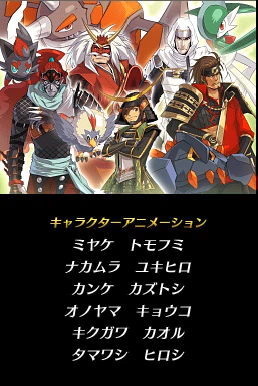 キャラクターアニメーション
ミヤケ　トモフミ
ナカムラ　ユキヒロ
カンケ　カズトシ
オノヤマ　キョウコ
キクガワ　カオル
タマワシ　ヒロシ